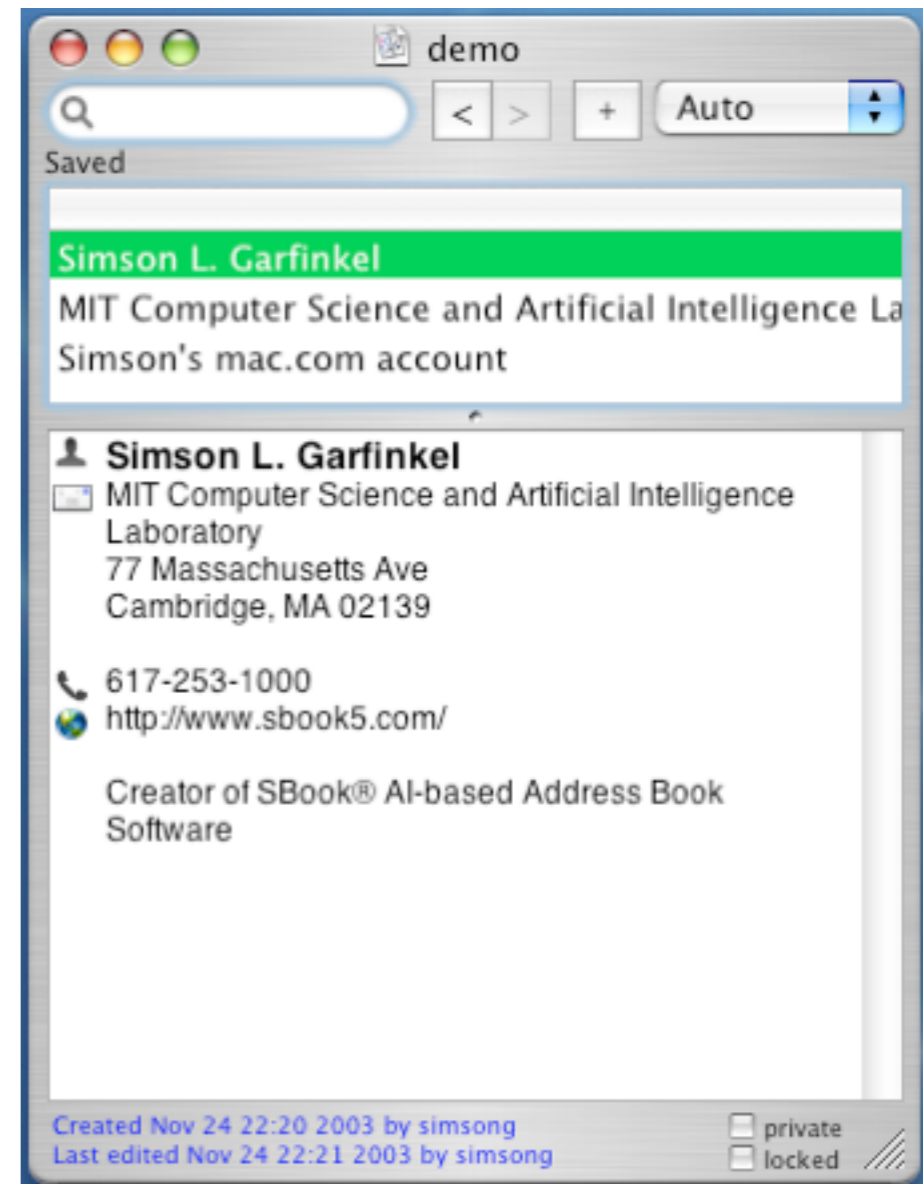 demo
< > + Auto
Saved
Simson L. Garfinkel
MIT Computer Science and Artificial Intelligence La
Simson's mac.com account
Simson L. Garfinkel
MIT Computer Science and Artificial Intelligence
Laboratory
77 Massachusetts Ave
Cambridge, MA 02139
617-253-1000
http://www.sbook5.com/
Creator of SBook® AI-based Address Book
Software
Created Nov 24 22:20 2003 by simsong
private
Last edited Nov 24 22:21 2003 by simsong
locked